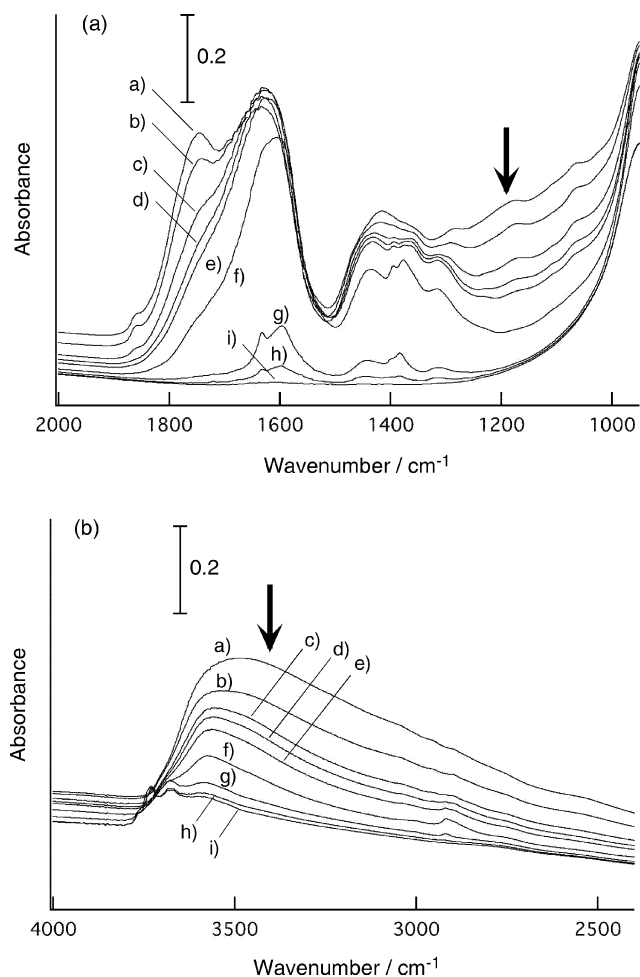 (a)
0.2
a)
b)
c)
d)
e)
f)
g)
i)
h)
Absorbance
2000 1800 1600 1400 1200 1000
Wavenumber / cm-1
(b)
0.2
a)
c)
d)
b)
e)
f)
g)
h)
i)
Absorbance
4000 3500 3000 2500
Wavenumber / cm-1